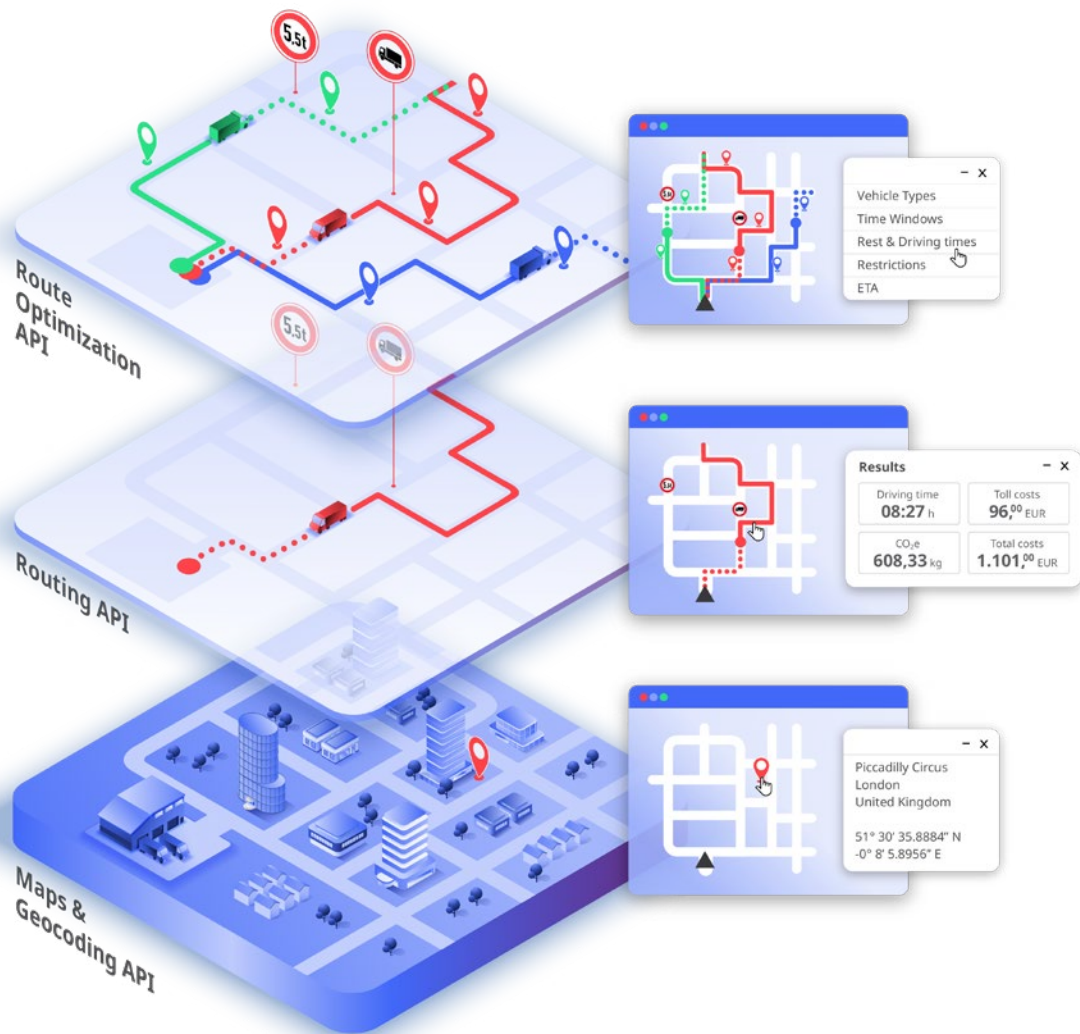 5.5t
Route
Optimization
API
Vehicle Types
Time Windows
Rest & Driving times
Restrictions
ETA
5.5t
Routing API
Results
Driving time
08:27 h
Toll costs
96,00 EUR
CO₂e
608,33 kg
Total costs
1.101,00 EUR
Maps &
Geocoding API
Piccadilly Circus
London
United Kingdom
51° 30' 35.8884" N
-0° 8' 5.8956" E